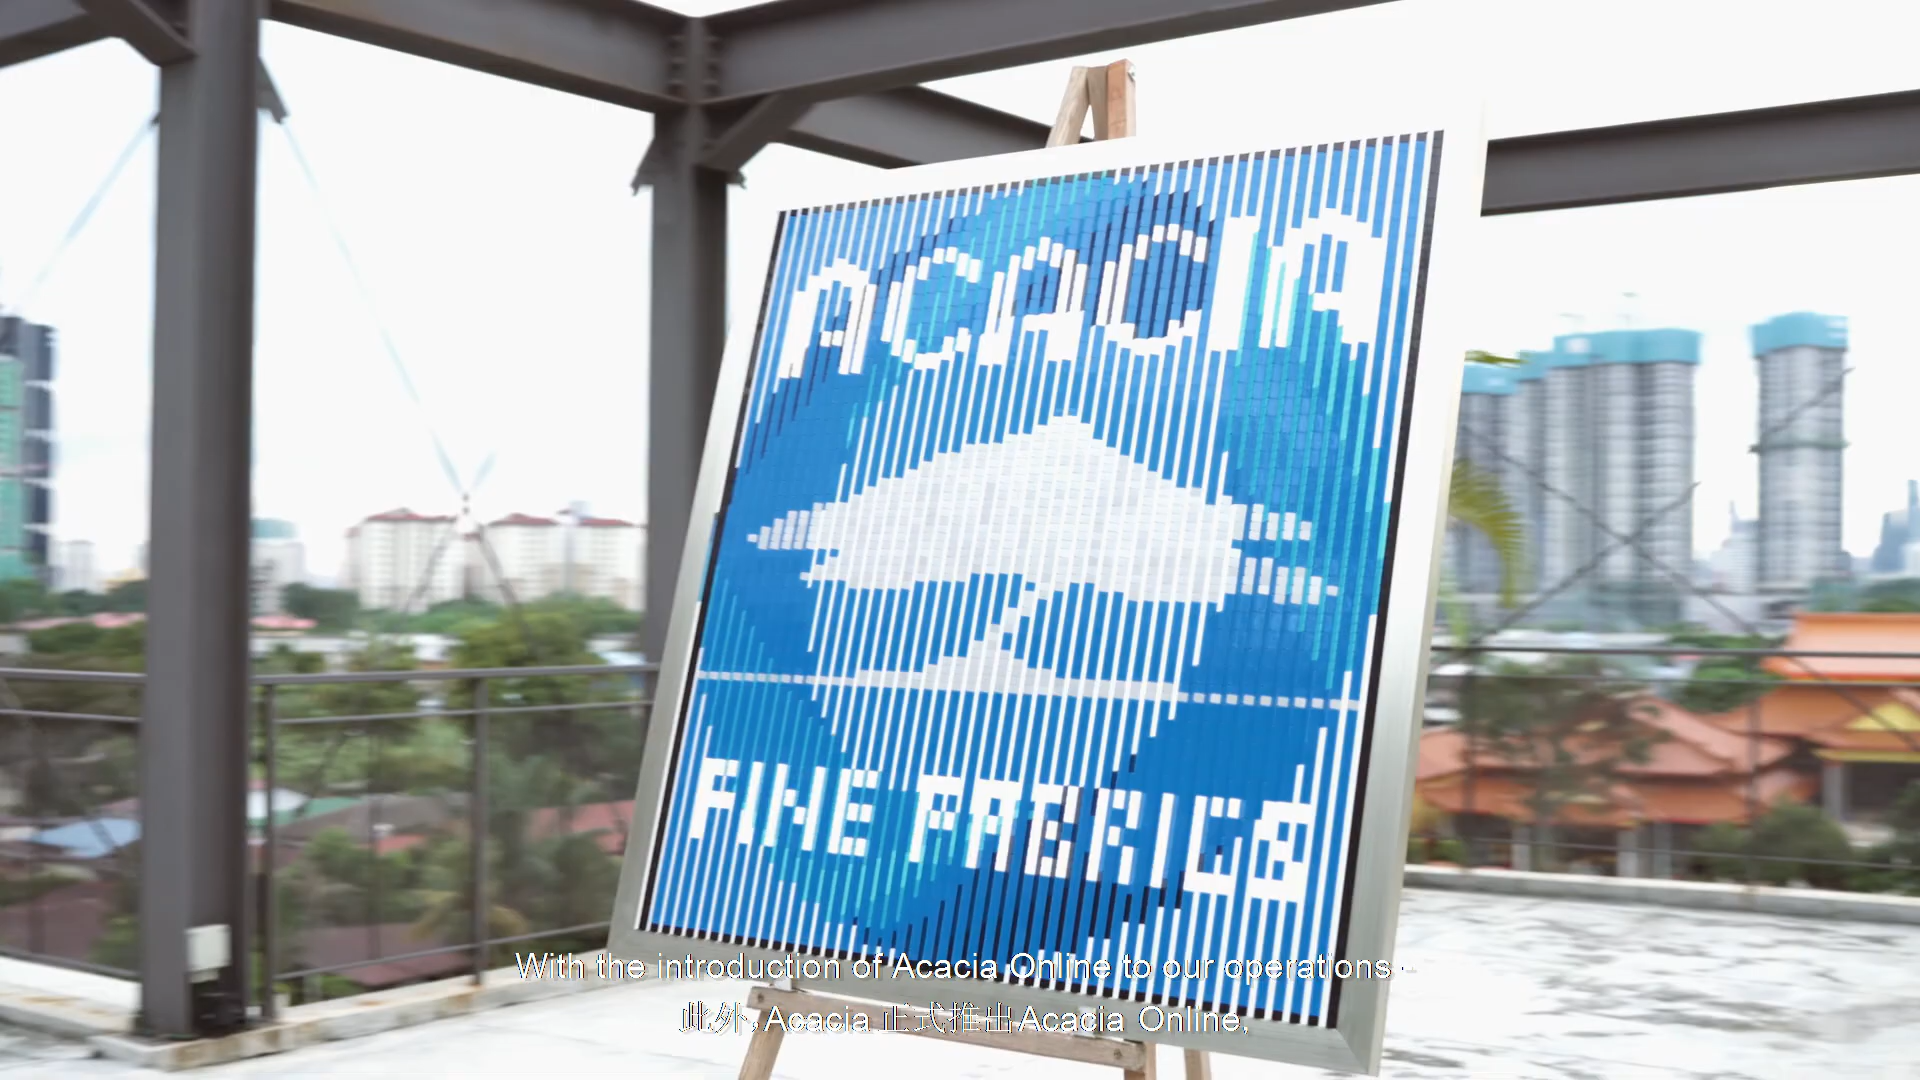 ACACIA
FINE FABRICS
With the introduction of Acacia Online to our operations -
此外，Acacia 正式推出Acacia Online,